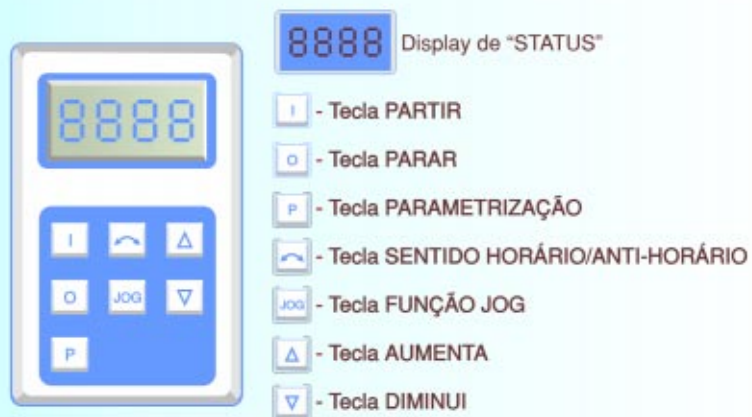 8888 Display de “STATUS”
8888
I - Tecla PARTIR
O - Tecla PARAR
P - Tecla PARAMETRIZAÇÃO
- Tecla SENTIDO HORÁRIO/ANTI-HORÁRIO
JOG - Tecla FUNÇÃO JOG
- Tecla AUMENTA
- Tecla DIMINUI
I
O JOG
P